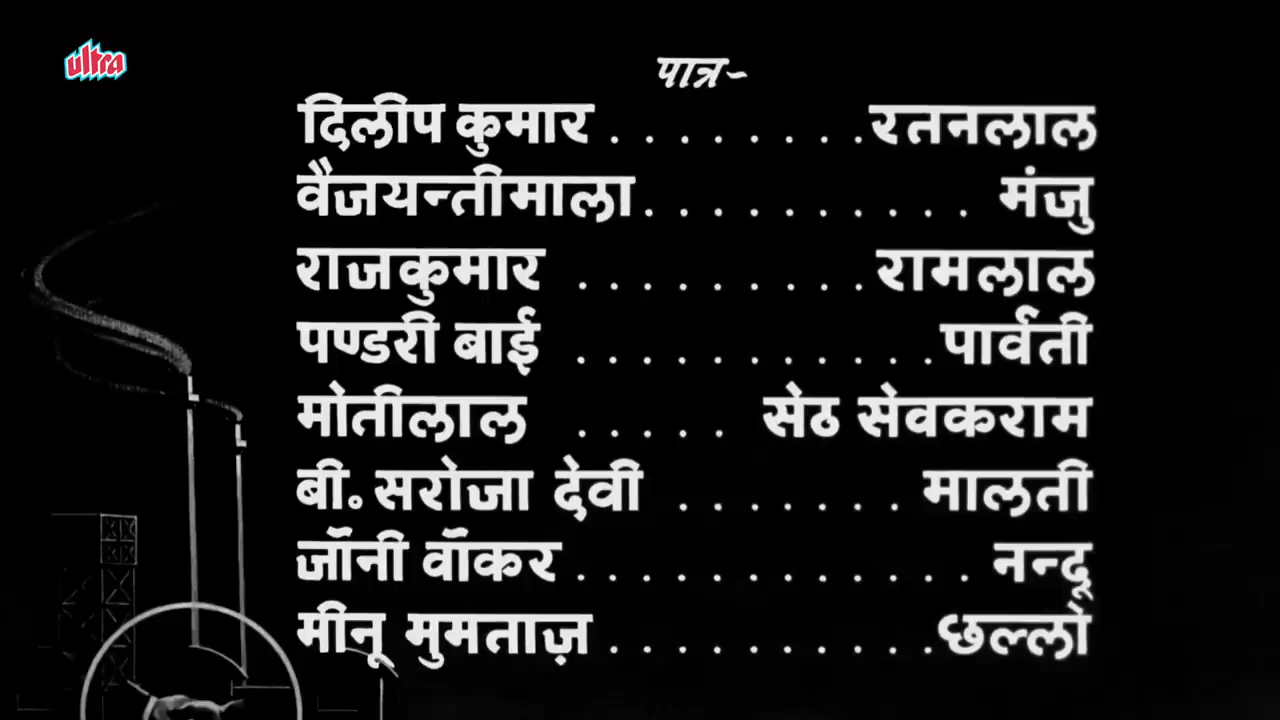 ultra
पात्र-
दिलीप कुमार ........ रतनलाल
वैजयन्तीमाला .......... मंजु
राजकुमार ......... रामलाल
पण्डरी बाई ........... पार्वती
मोतीलाल ..... सेठ सेवकराम
बी. सरोजा देवी ....... मालती
जॉनी वॉकर ............ नन्दू
मीनू मुमताज़ .......... छल्लो